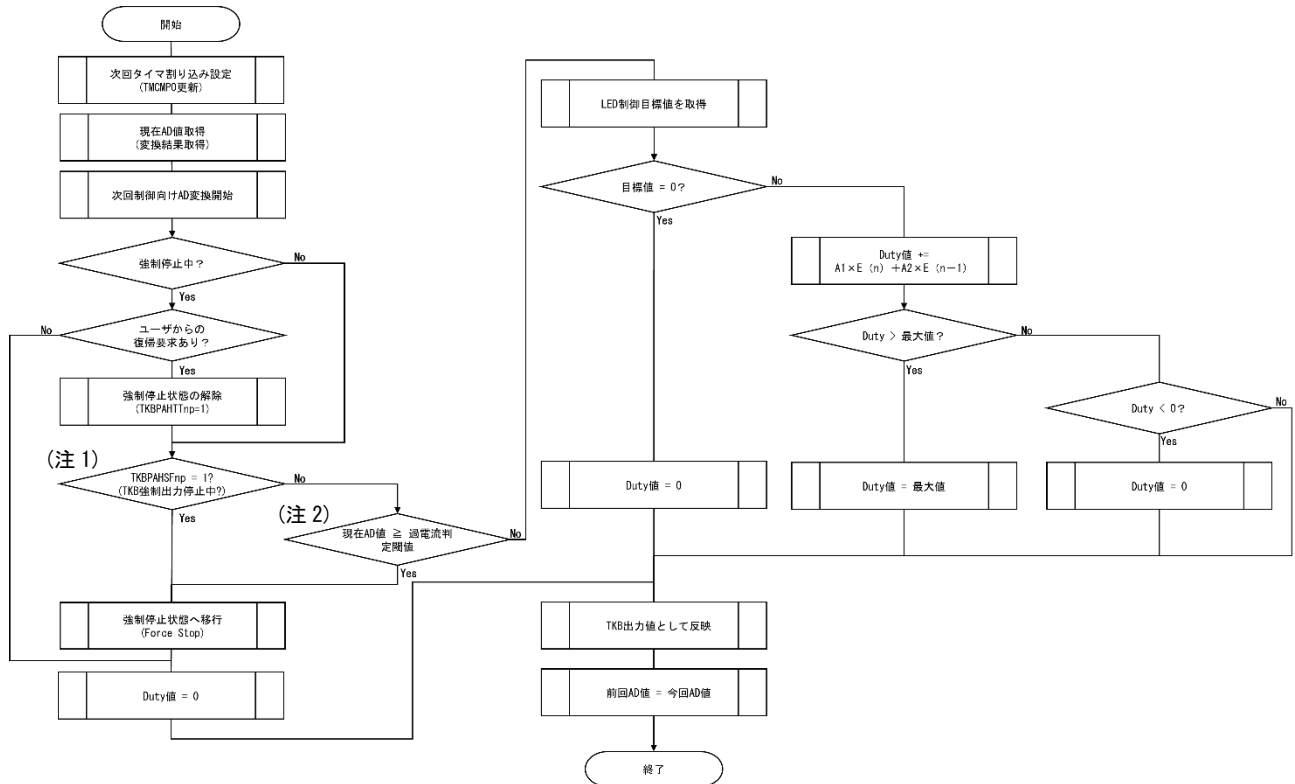 開始
次回タイマ割り込み設定
(TMCMP0更新)
現在AD値取得
(変換結果取得)
次回制御向けAD変換開始
強制停止中?
No
Yes
ユーザからの
復帰要求あり?
No
Yes
強制停止状態の解除
(TKBPAHTTnp=1)
(注1)
TKBPAHSFnp = 1?
(TKB強制出力停止中?)
No
Yes
(注2)
現在AD値 ≧ 過電流判
定閾値
No
Yes
強制停止状態へ移行
(Force Stop)
Duty値 = 0
LED制御目標値を取得
目標値 = 0?
No
Yes
Duty値 +=
A1×E (n) +A2×E (n-1)
Duty > 最大値?
No
Yes
Duty < 0?
No
Yes
Duty値 = 0
Duty値 = 最大値
Duty値 = 0
TKB出力値として反映
前回AD値 = 今回AD値
終了